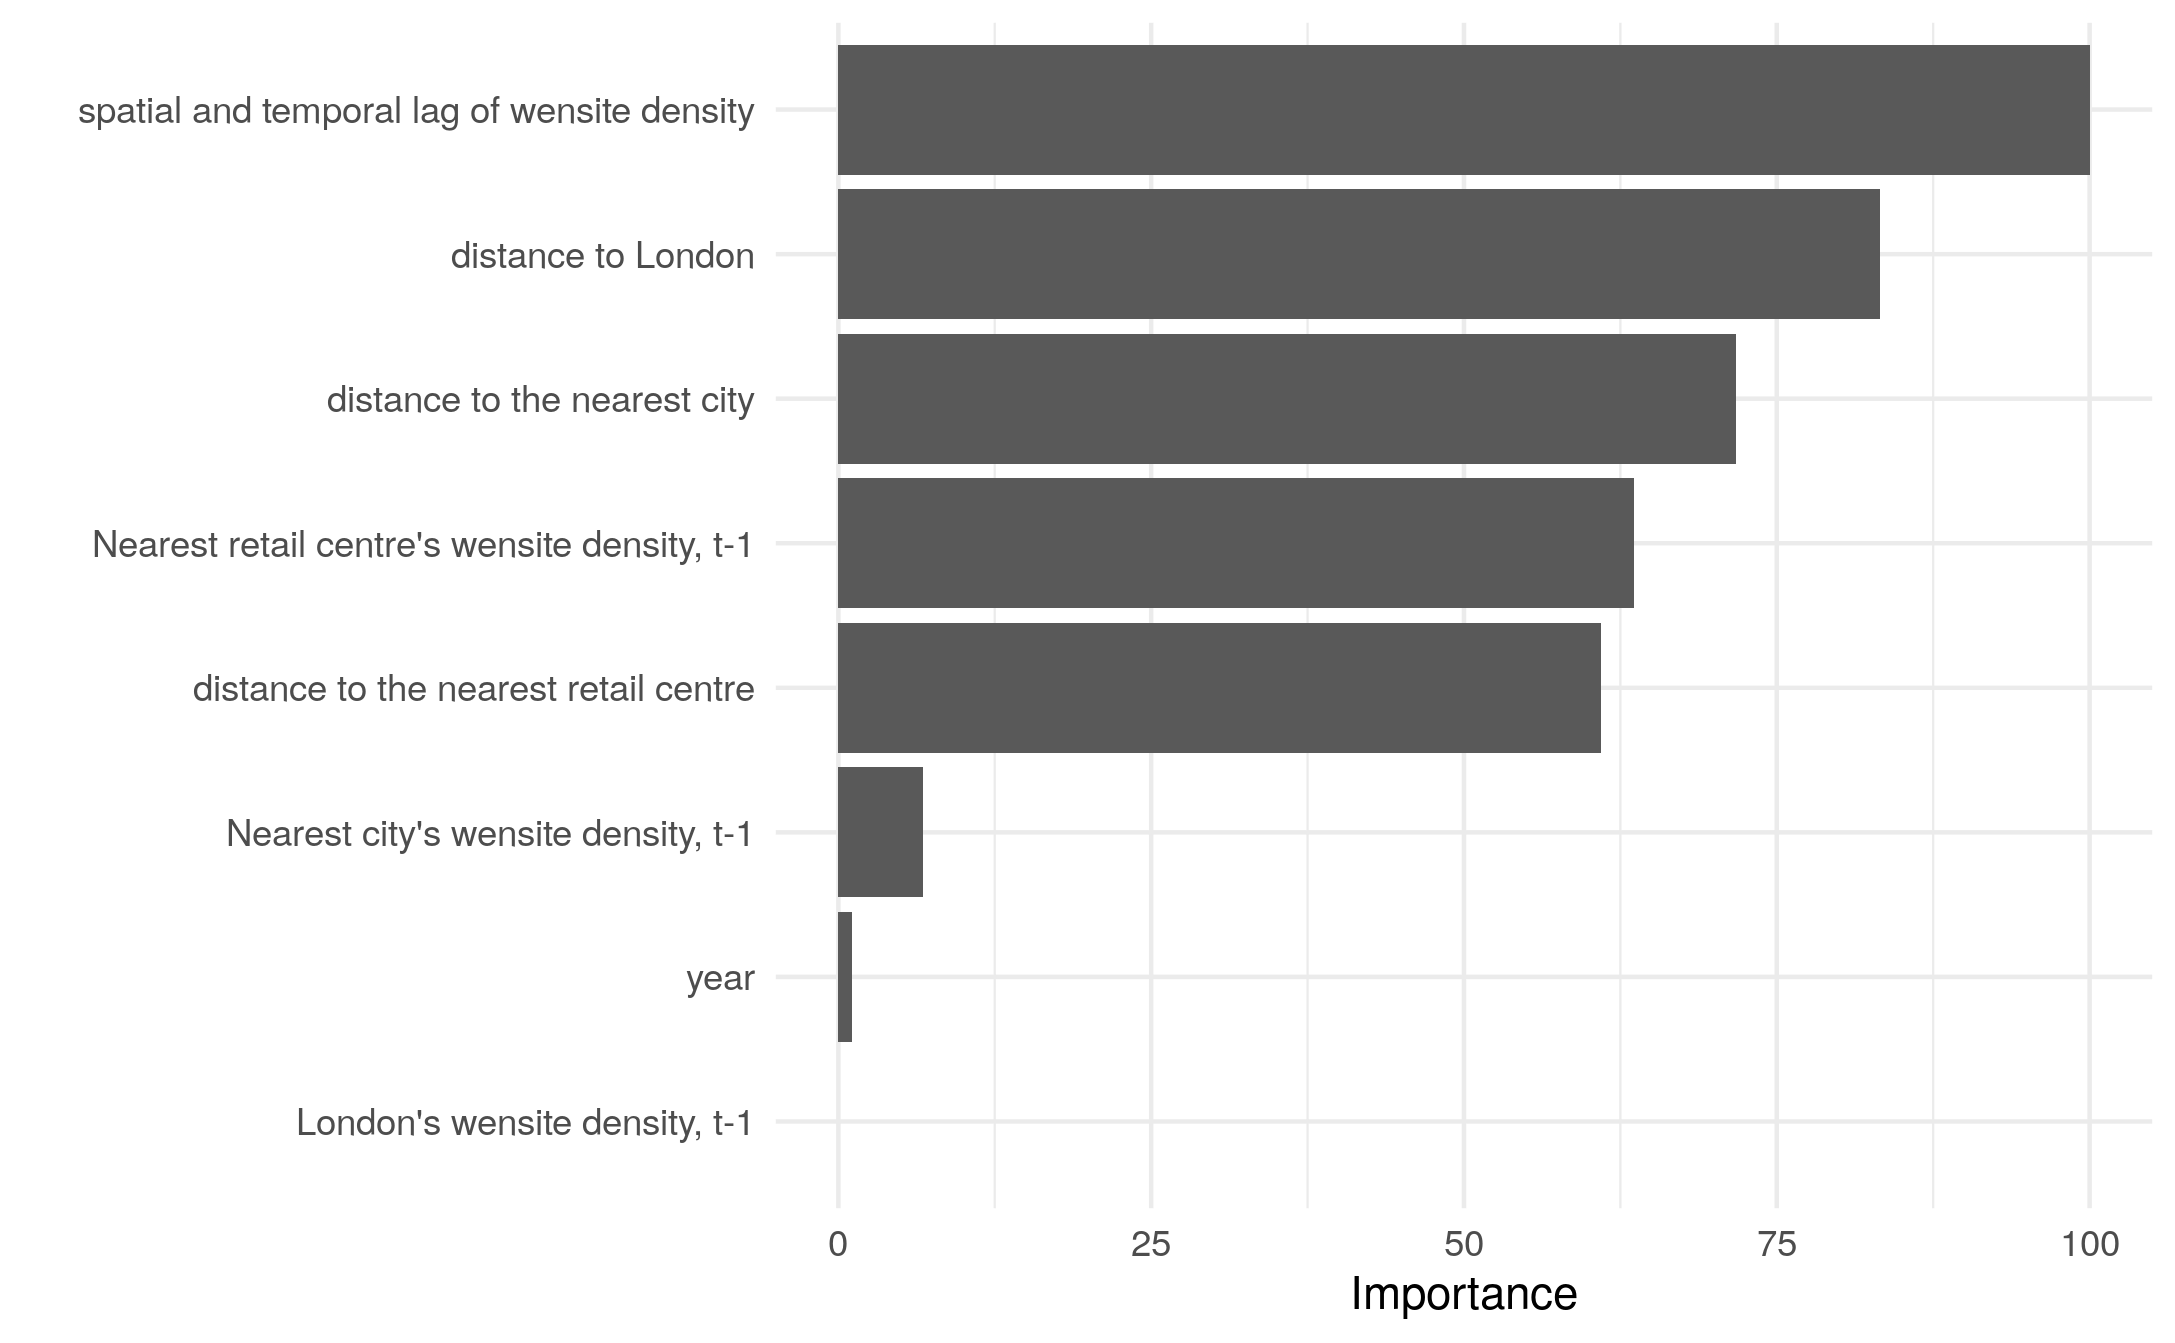 spatial and temporal lag of wensite density
distance to London
distance to the nearest city
Nearest retail centre's wensite density, t-1
distance to the nearest retail centre
Nearest city's wensite density, t-1
year
London's wensite density, t-1
0 25 50 75 100
Importance